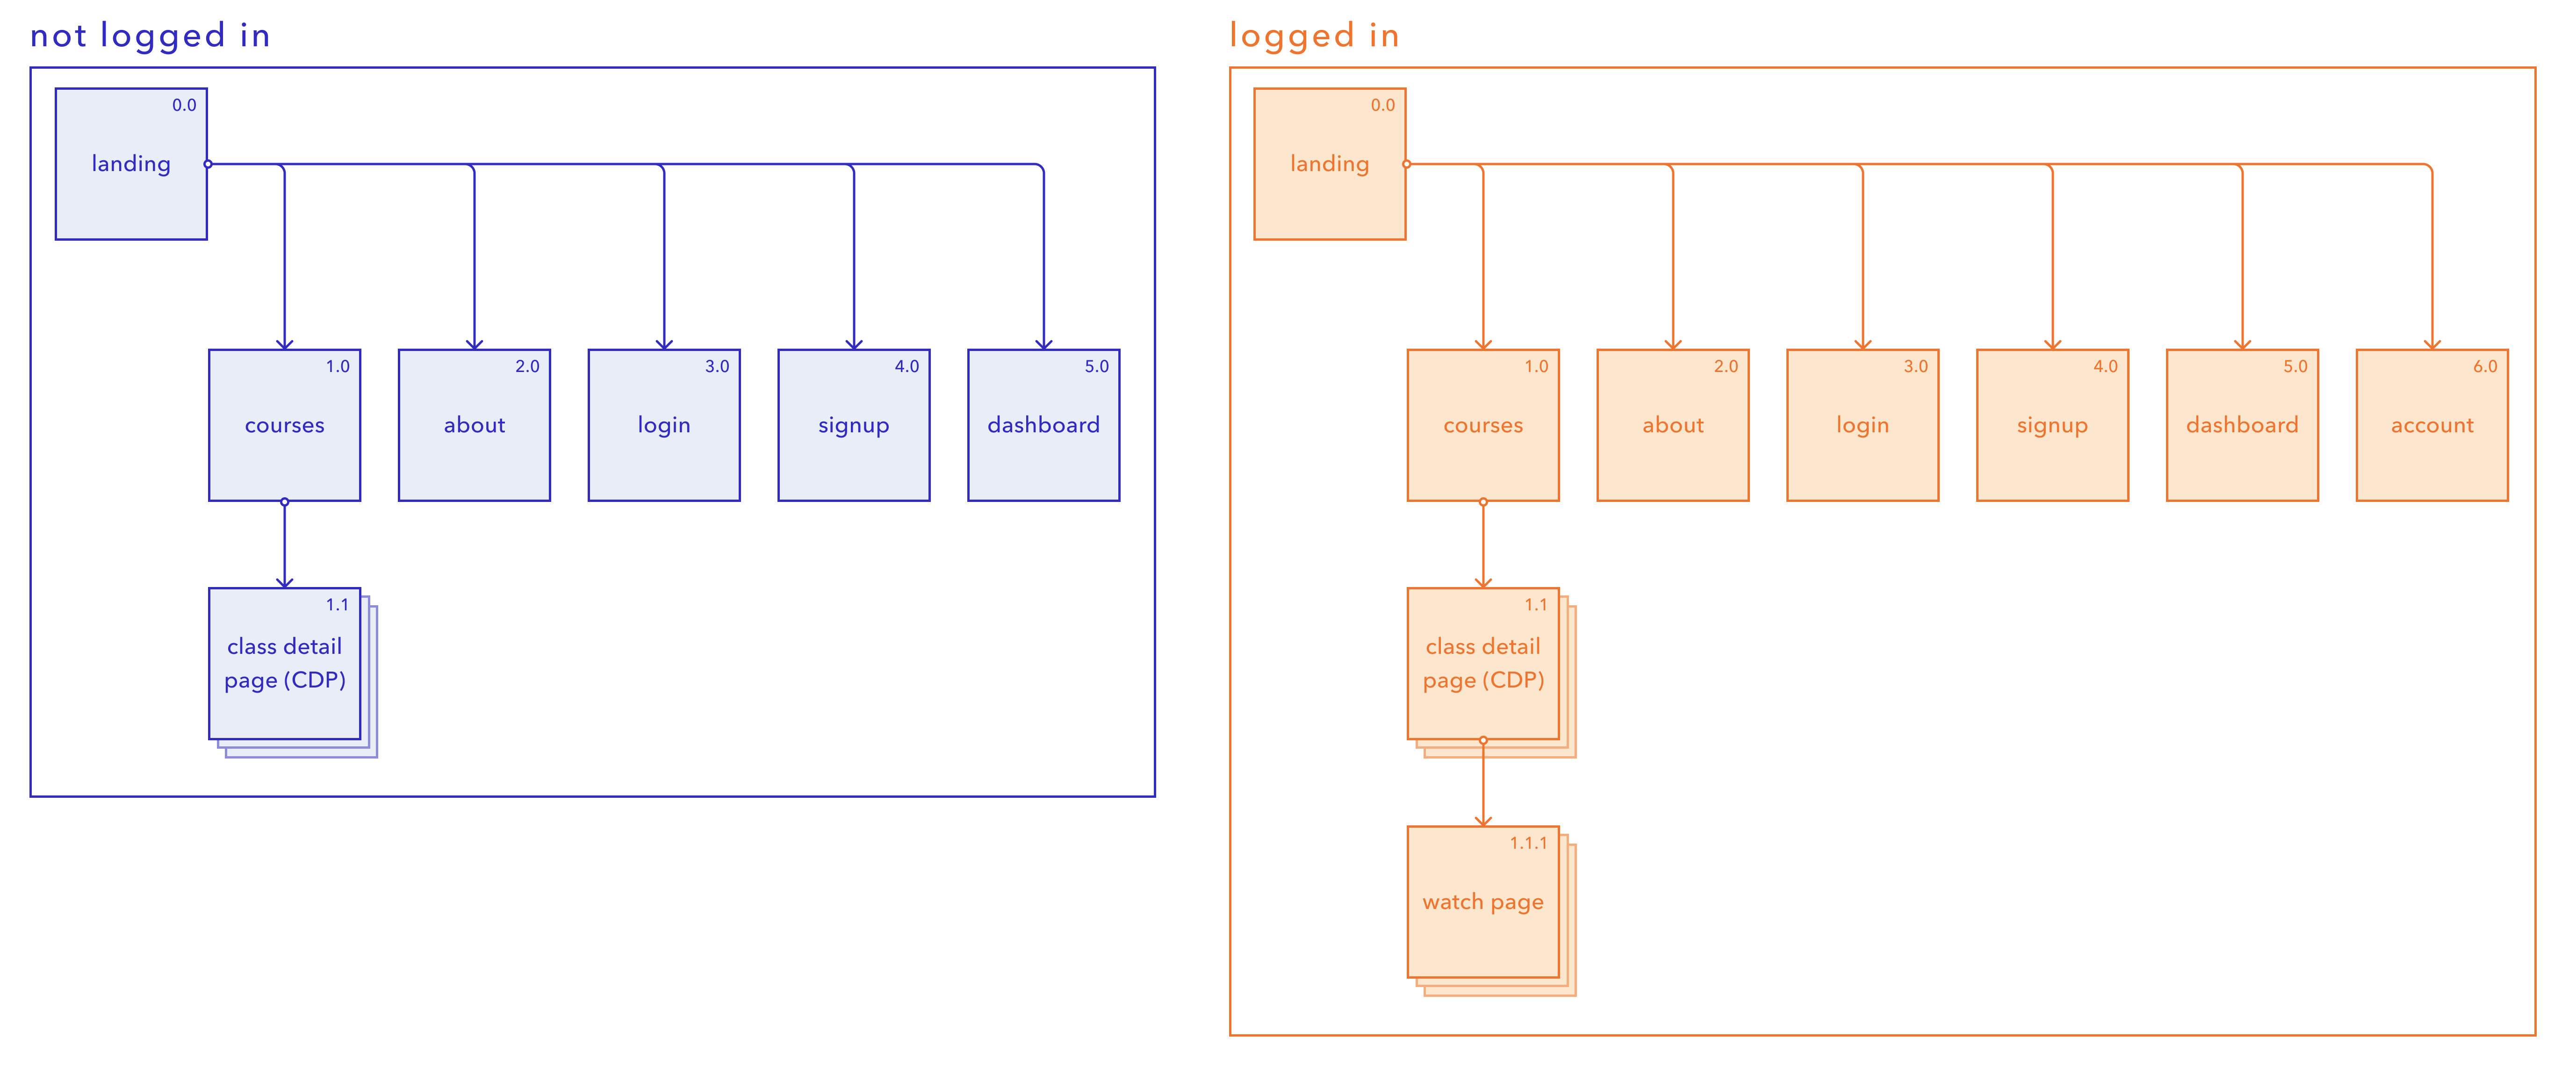 not logged in
0.0
landing
1.0
courses
2.0
about
3.0
login
4.0
signup
5.0
dashboard
1.1
class detail
page (CDP)
logged in
0.0
landing
1.0
courses
2.0
about
3.0
login
4.0
signup
5.0
dashboard
6.0
account
1.1
class detail
page (CDP)
1.1.1
watch page